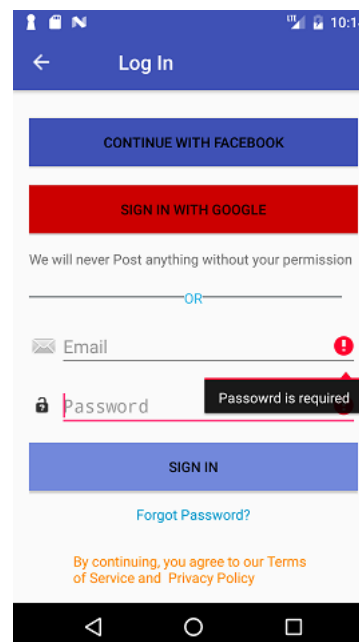 10:14
Log In
CONTINUE WITH FACEBOOK
SIGN IN WITH GOOGLE
We will never Post anything without your permission
OR
Email
Password
Passowrd is required
SIGN IN
Forgot Password?
By continuing, you agree to our Terms
of Service and Privacy Policy